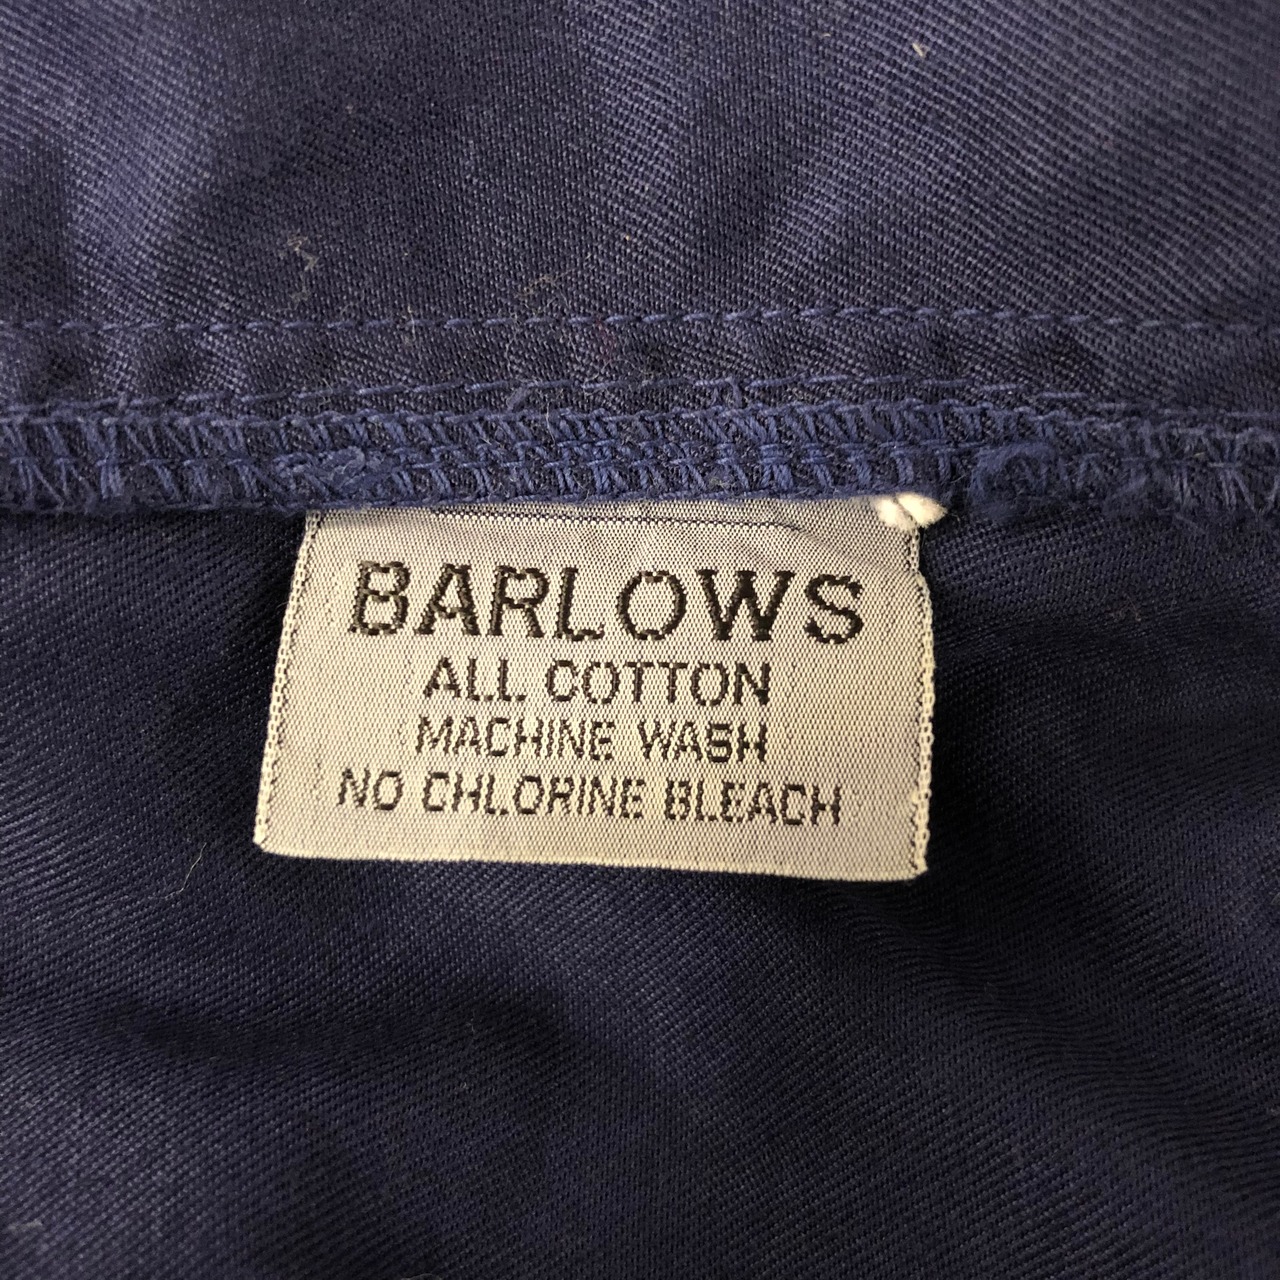 BARLOWS
ALL COTTON
MACHINE WASH
NO CHLORINE BLEACH